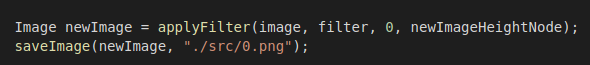 Image newImage = applyFilter(image, filter, 0, newImageHeightNode);
saveImage(newImage, "./src/0.png");